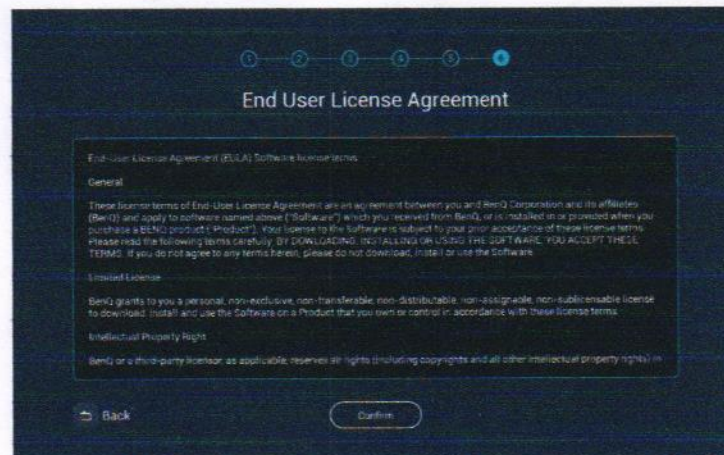 1 2 3 4 5 6
End User License Agreement
End-User License Agreement (EULA) Software license terms
General
These license terms of End-User License Agreement are an agreement between you and BenQ Corporation and its affiliates
(BenQ) and apply to software named above ("Software") which you received from BenQ, or is installed in or provided when you
purchase a BENQ product ("Product"). Your license to the Software is subject to your prior acceptance of these license terms.
Please read the following terms carefully. BY DOWLOADING, INSTALLING OR USING THE SOFTWARE, YOU ACCEPT THESE
TERMS. If you do not agree to any terms herein, please do not download, install or use the Software.
Limited License
BenQ grants to you a personal, non-exclusive, non-transferable, non-distributable, non-assignable, non-sublicensable license
to download, install and use the Software on a Product that you own or control in accordance with these license terms.
Intellectual Property Right
BenQ or a third-party licensor, as applicable, reserves all rights (including copyrights and all other intellectual property rights) in
Back
Confirm